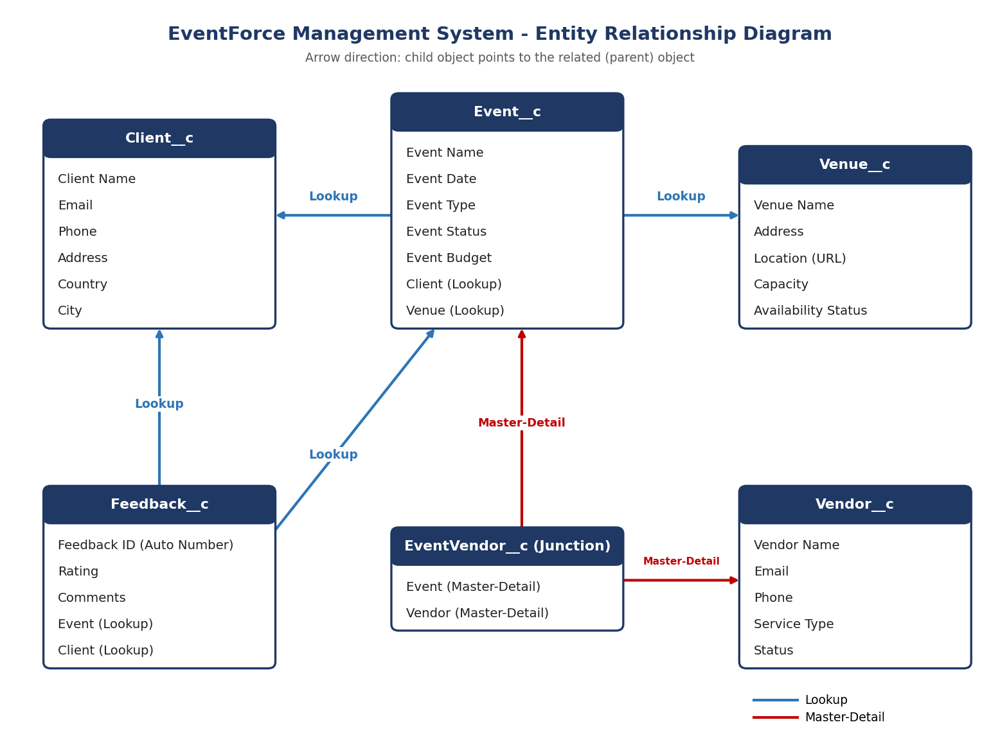 EventForce Management System - Entity Relationship Diagram
Arrow direction: child object points to the related (parent) object
Client__c
Client Name
Email
Phone
Address
Country
City
Lookup
Event__c
Event Name
Event Date
Event Type
Event Status
Event Budget
Client (Lookup)
Venue (Lookup)
Lookup
Venue__c
Venue Name
Address
Location (URL)
Capacity
Availability Status
Lookup
Lookup
Master-Detail
Feedback__c
Feedback ID (Auto Number)
Rating
Comments
Event (Lookup)
Client (Lookup)
EventVendor__c (Junction)
Event (Master-Detail)
Vendor (Master-Detail)
Master-Detail
Vendor__c
Vendor Name
Email
Phone
Service Type
Status
Lookup
Master-Detail